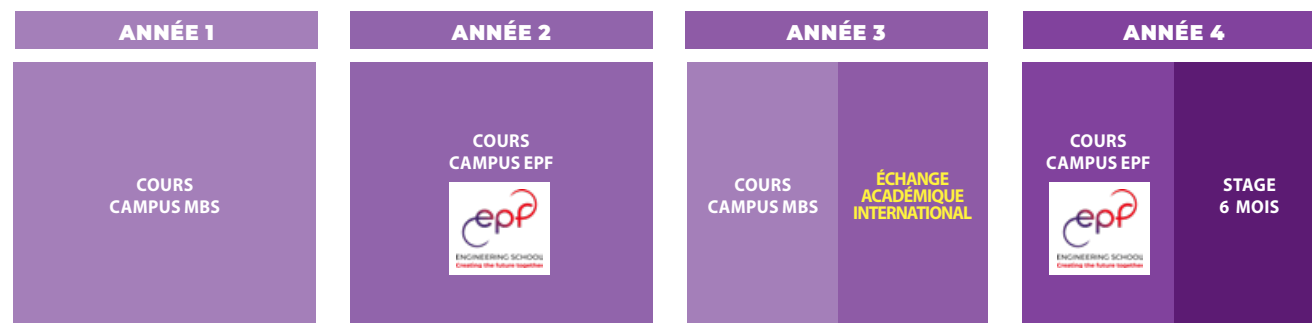 ANNÉE 1
COURS
CAMPUS MBS
ANNÉE 2
COURS
CAMPUS EPF
epf
ENGINEERING SCHOOL
Creating the future together
ANNÉE 3
COURS
CAMPUS MBS
ÉCHANGE
ACADÉMIQUE
INTERNATIONAL
ANNÉE 4
COURS
CAMPUS EPF
epf
ENGINEERING SCHOOL
Creating the future together
STAGE
6 MOIS